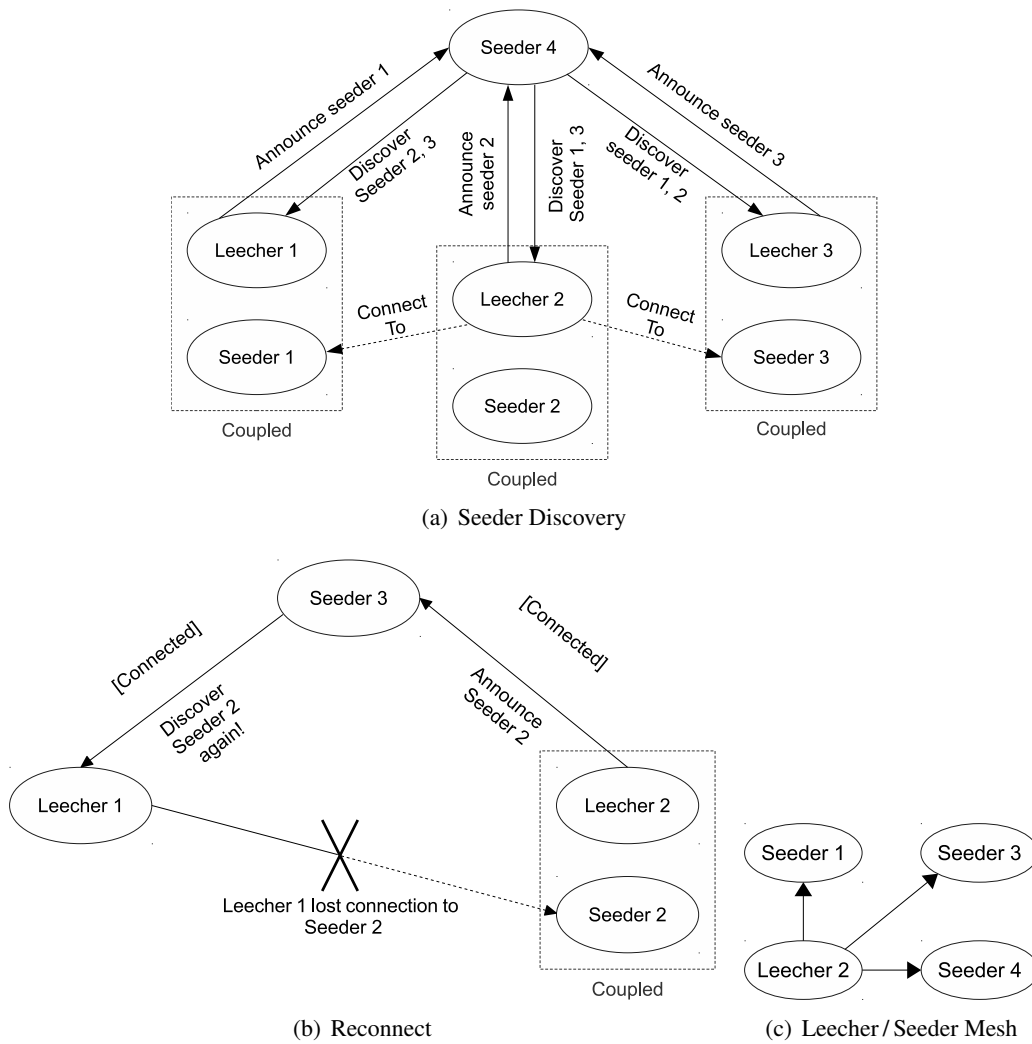 Seeder 4
Announce seeder 1
Discover
Seeder 2, 3
Announce
seeder 2
Discover
Seeder 1, 3
Discover
seeder 1, 2
Announce seeder 3
Leecher 1
Seeder 1
Coupled
Connect
To
Leecher 2
Seeder 2
Coupled
Connect
To
Leecher 3
Seeder 3
Coupled
(a) Seeder Discovery
Seeder 3
[Connected]
Discover
Seeder 2
again!
[Connected]
Announce
Seeder 2
Leecher 1
Leecher 1 lost connection to
Seeder 2
Leecher 2
Seeder 2
Coupled
(b) Reconnect
Seeder 1
Seeder 3
Leecher 2
Seeder 4
(c) Leecher / Seeder Mesh